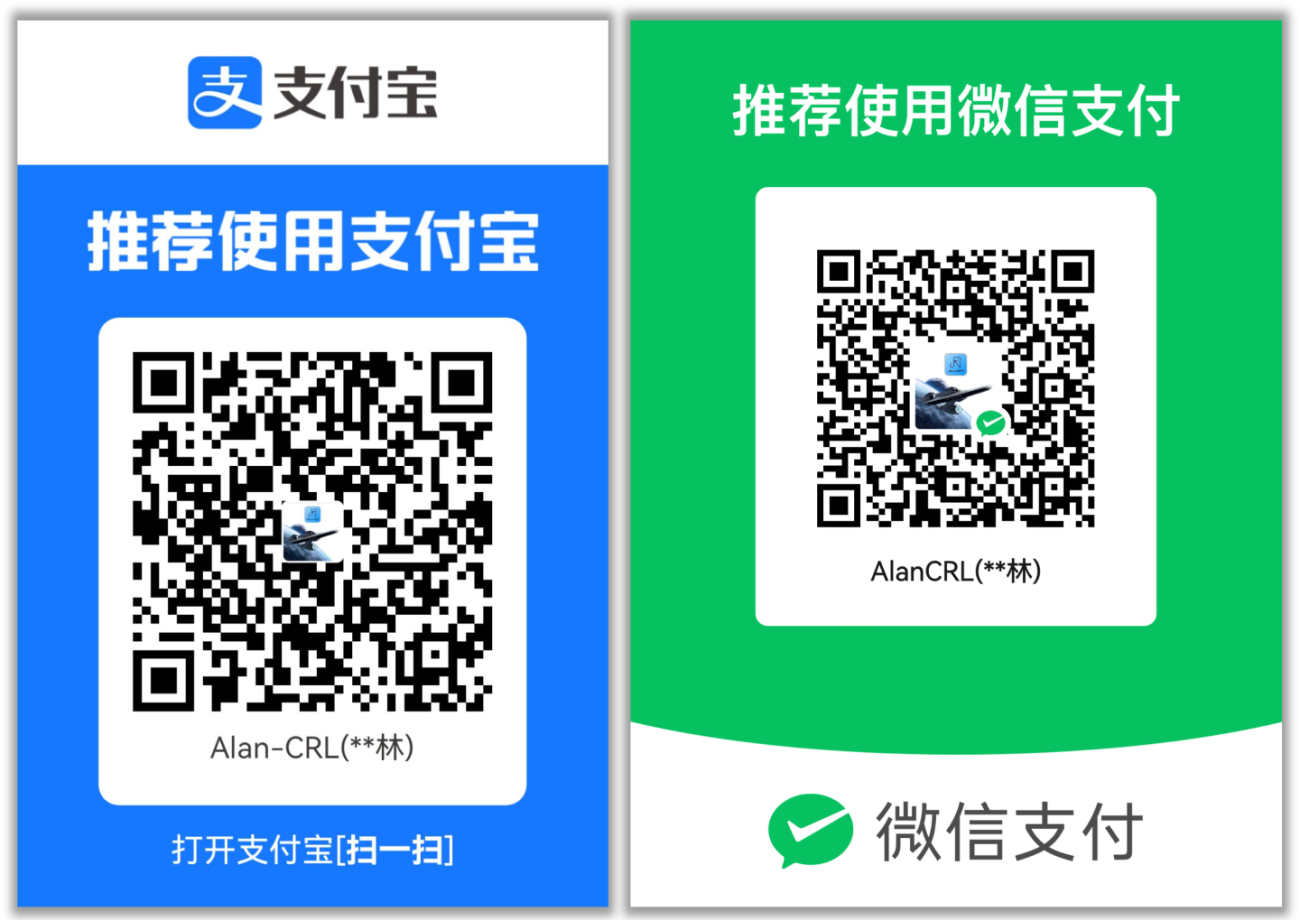 支付宝
推荐使用支付宝
Alan-CRL(**林)
打开支付宝[扫一扫]
推荐使用微信支付
AlanCRL(**林)
微信支付